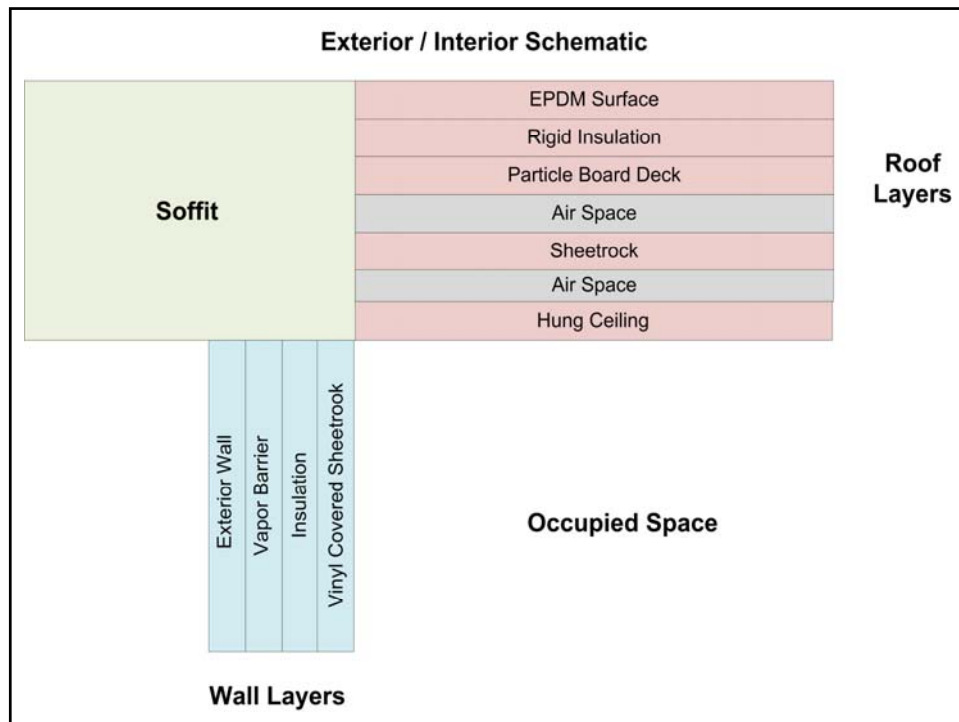 Exterior / Interior Schematic
EPDM Surface
Rigid Insulation
Particle Board Deck
Air Space
Sheetrock
Air Space
Hung Ceiling
Roof
Layers
Soffit
Exterior Wall
Vapor Barrier
Insulation
Vinyl Covered Sheetrook
Occupied Space
Wall Layers